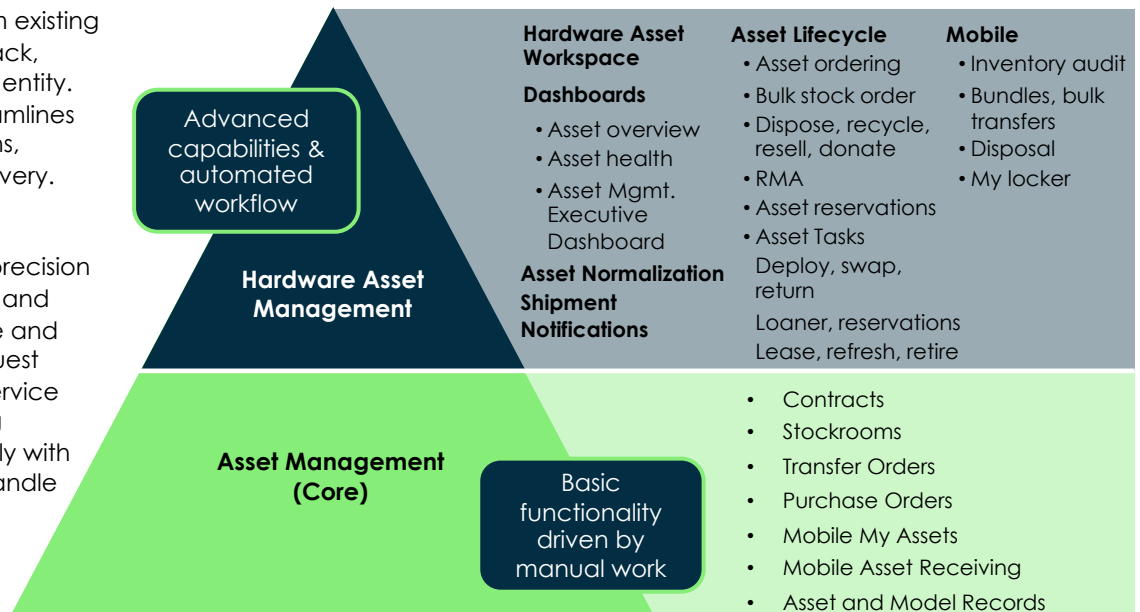 existing
ack,
entity.
amlines
ns,
very.
precision
and
e and
uest
ervice
g
ly with
andle
Advanced
capabilities &
automated
workflow
Hardware Asset
Management
Hardware Asset
Workspace
Dashboards
• Asset overview
• Asset health
• Asset Mgmt.
Executive
Dashboard
Asset Normalization
Shipment
Notifications
Asset Lifecycle
• Asset ordering
• Bulk stock order
• Dispose, recycle,
resell, donate
• RMA
• Asset reservations
• Asset Tasks
Deploy, swap,
return
Loaner, reservations
Lease, refresh, retire
Mobile
• Inventory audit
• Bundles, bulk
transfers
• Disposal
• My locker
Asset Management
(Core)
Basic
functionality
driven by
manual work
• Contracts
• Stockrooms
• Transfer Orders
• Purchase Orders
• Mobile My Assets
• Mobile Asset Receiving
• Asset and Model Records